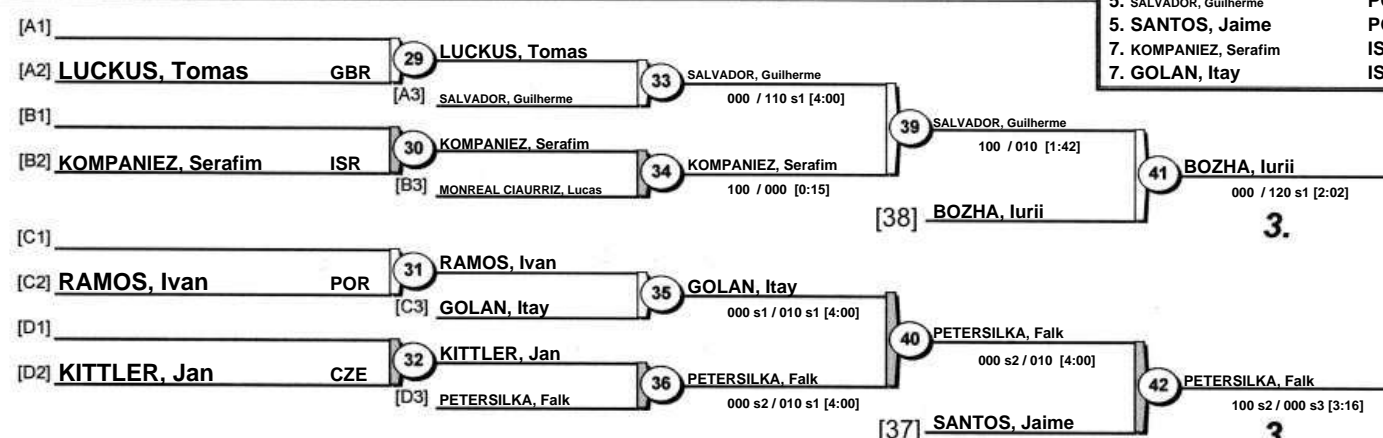 5. SALVADOR, Guilherme
5. SANTOS, Jaime
7. KOMPANIEZ, Serafim
7. GOLAN, Itay
[A1]
[A2] LUCKUS, Tomas GBR
29
LUCKUS, Tomas
[A3] SALVADOR, Guilherme
33
SALVADOR, Guilherme
000 / 110 s1 [4:00]
[B1]
[B2] KOMPANIEZ, Serafim ISR
30
KOMPANIEZ, Serafim
[B3] MONREAL CIAURRIZ, Lucas
34
KOMPANIEZ, Serafim
100 / 000 [0:15]
39
SALVADOR, Guilherme
100 / 010 [1:42]
[38] BOZHA, Iurii
41
BOZHA, Iurii
000 / 120 s1 [2:02]
3.
[C1]
[C2] RAMOS, Ivan POR
31
RAMOS, Ivan
[C3] GOLAN, Itay
35
GOLAN, Itay
000 s1 / 010 s1 [4:00]
[D1]
[D2] KITTLER, Jan CZE
32
KITTLER, Jan
[D3] PETERSILKA, Falk
36
PETERSILKA, Falk
000 s2 / 010 s1 [4:00]
40
PETERSILKA, Falk
000 s2 / 010 [4:00]
[37] SANTOS, Jaime
42
PETERSILKA, Falk
100 s2 / 000 s3 [3:16]
3.